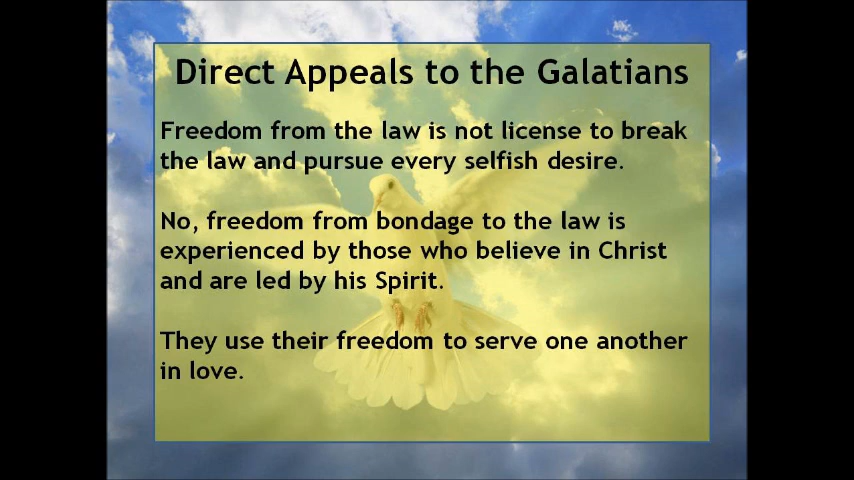 Direct Appeals to the Galatians
Freedom from the law is not license to break
the law and pursue every selfish desire.
No, freedom from bondage to the law is
experienced by those who believe in Christ
and are led by his Spirit.
They use their freedom to serve one another
in love.